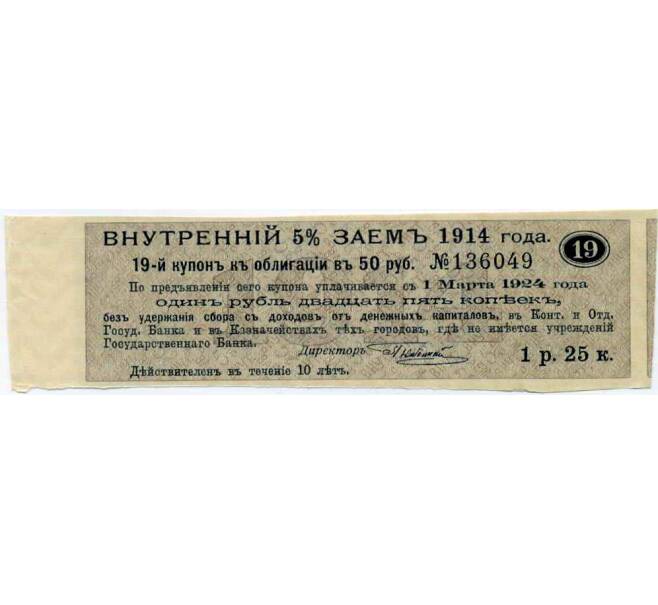 ВНУТРЕННІЙ 5% ЗАЕМЪ 1914 года.
19
19-й купонъ къ облигаціи въ 50 руб. №136049
По предъявленіи сего купона уплачивается съ 1 Марта 1924 года
одинъ рубль двадцать пять копѣекъ,
безъ удержанія сбора съ доходовъ отъ денежныхъ капиталовъ, въ Конт. и Отд.
Госуд. Банка и въ Казначействахъ тѣхъ городовъ, гдѣ не имѣется учрежденій
Государственнаго Банка.
Директоръ
1 р. 25 к.
Дѣйствителенъ въ теченіе 10 лѣтъ.